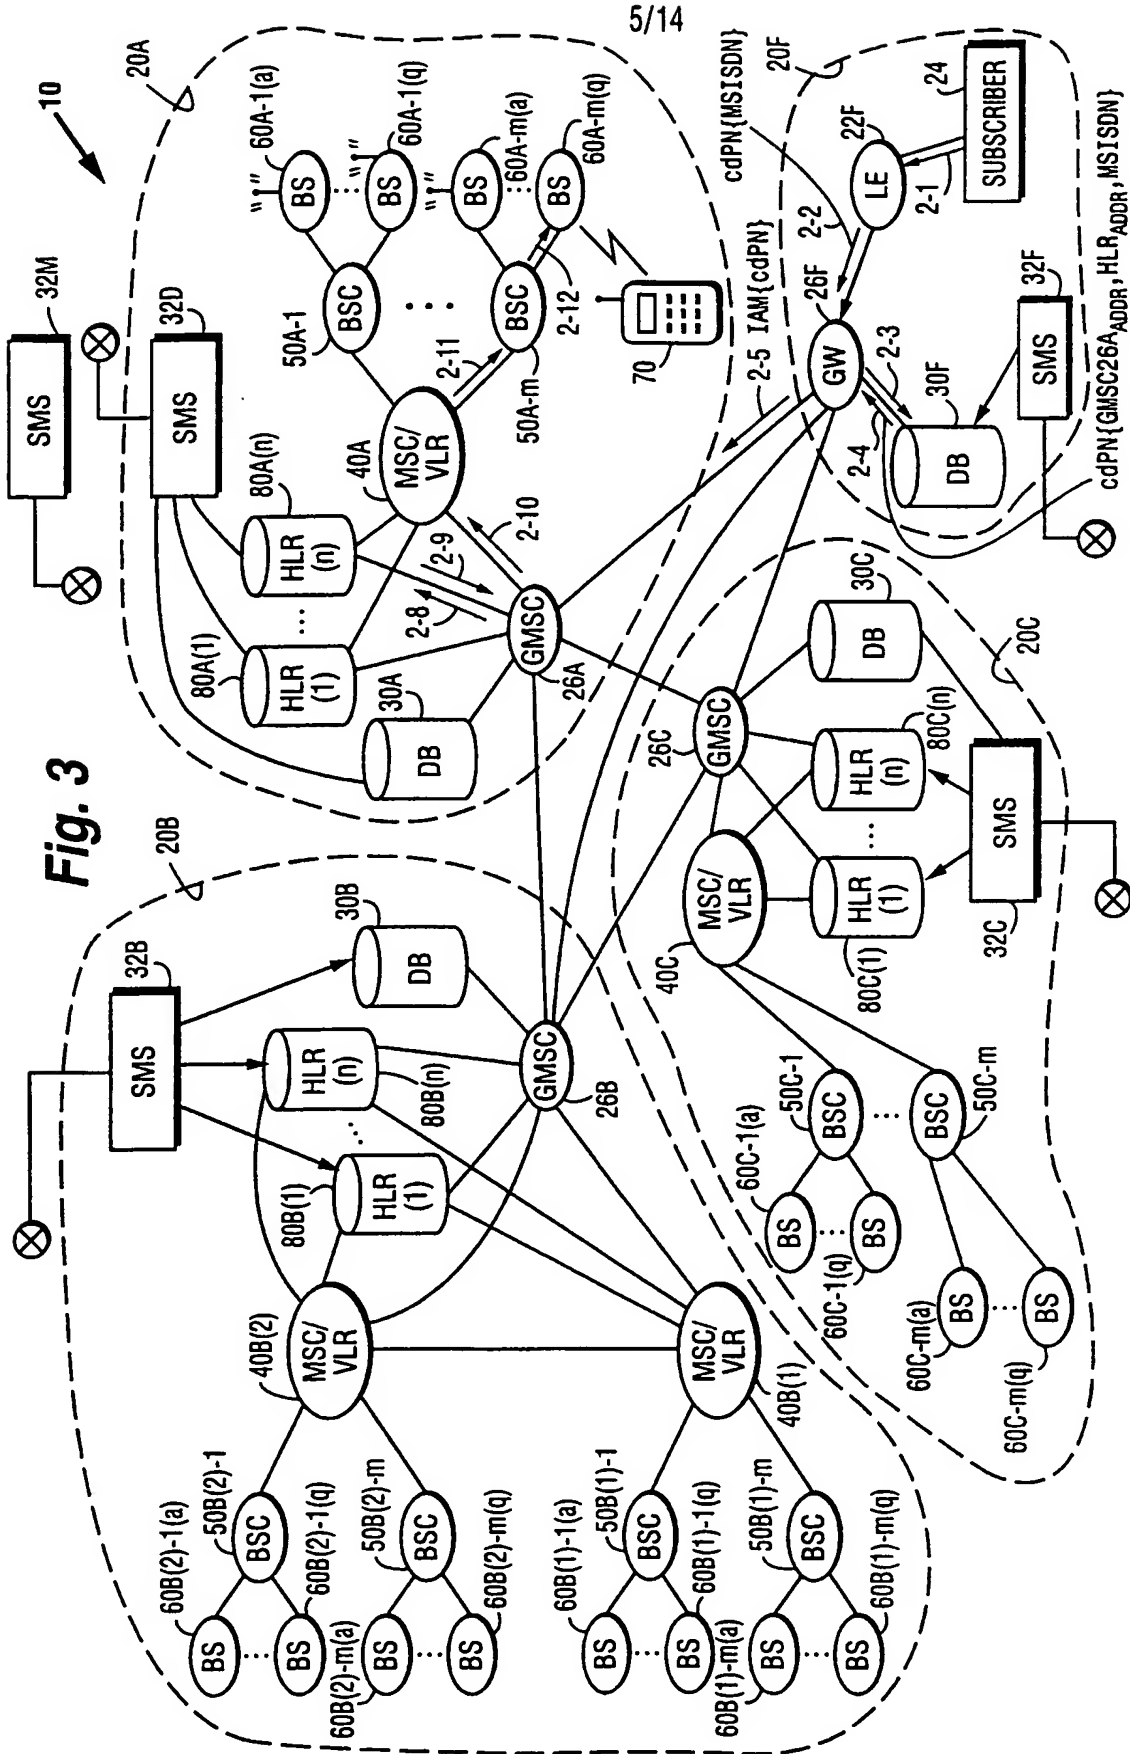 5/14
Fig. 3
10
SMS
32M
20A
SMS
32D
80A(1)
HLR
(1)
...
80A(n)
HLR
(n)
30A
DB
40A
MSC/
VLR
2-8
2-9
2-10
GMSC
26A
50A-1
BSC
2-11
BSC
50A-m
2-12
60A-1(a)
BS
BS
60A-1(q)
BS
60A-m(a)
BS
60A-m(q)
70
20B
SMS
32B
30B
DB
HLR
(n)
80B(n)
80B(1)
HLR
(1)
GMSC
26B
40B(2)
MSC/
VLR
MSC/
VLR
40B(1)
50B(2)-1
BSC
50B(2)-m
BSC
60B(2)-1(a)
BS
BS
60B(2)-1(q)
60B(2)-m(a)
BS
BS
60B(2)-m(q)
50B(1)-1
BSC
50B(1)-m
BSC
60B(1)-1(a)
BS
BS
60B(1)-1(q)
60B(1)-m(a)
BS
BS
60B(1)-m(q)
20C
26C
GMSC
30C
DB
40C
MSC/
VLR
80C(n)
HLR
(n)
80C(1)
HLR
(1)
SMS
32C
50C-1
BSC
BSC
50C-m
60C-1(a)
BS
BS
60C-1(q)
60C-m(a)
BS
BS
60C-m(q)
20F
cdPN{MSISDN}
2-5 IAM{cdPN}
26F
GW
2-2
22F
LE
2-1
24
SUBSCRIBER
2-3
2-4
30F
DB
32F
SMS
cdPN{GMSC26A ADDR, HLR ADDR, MSISDN}